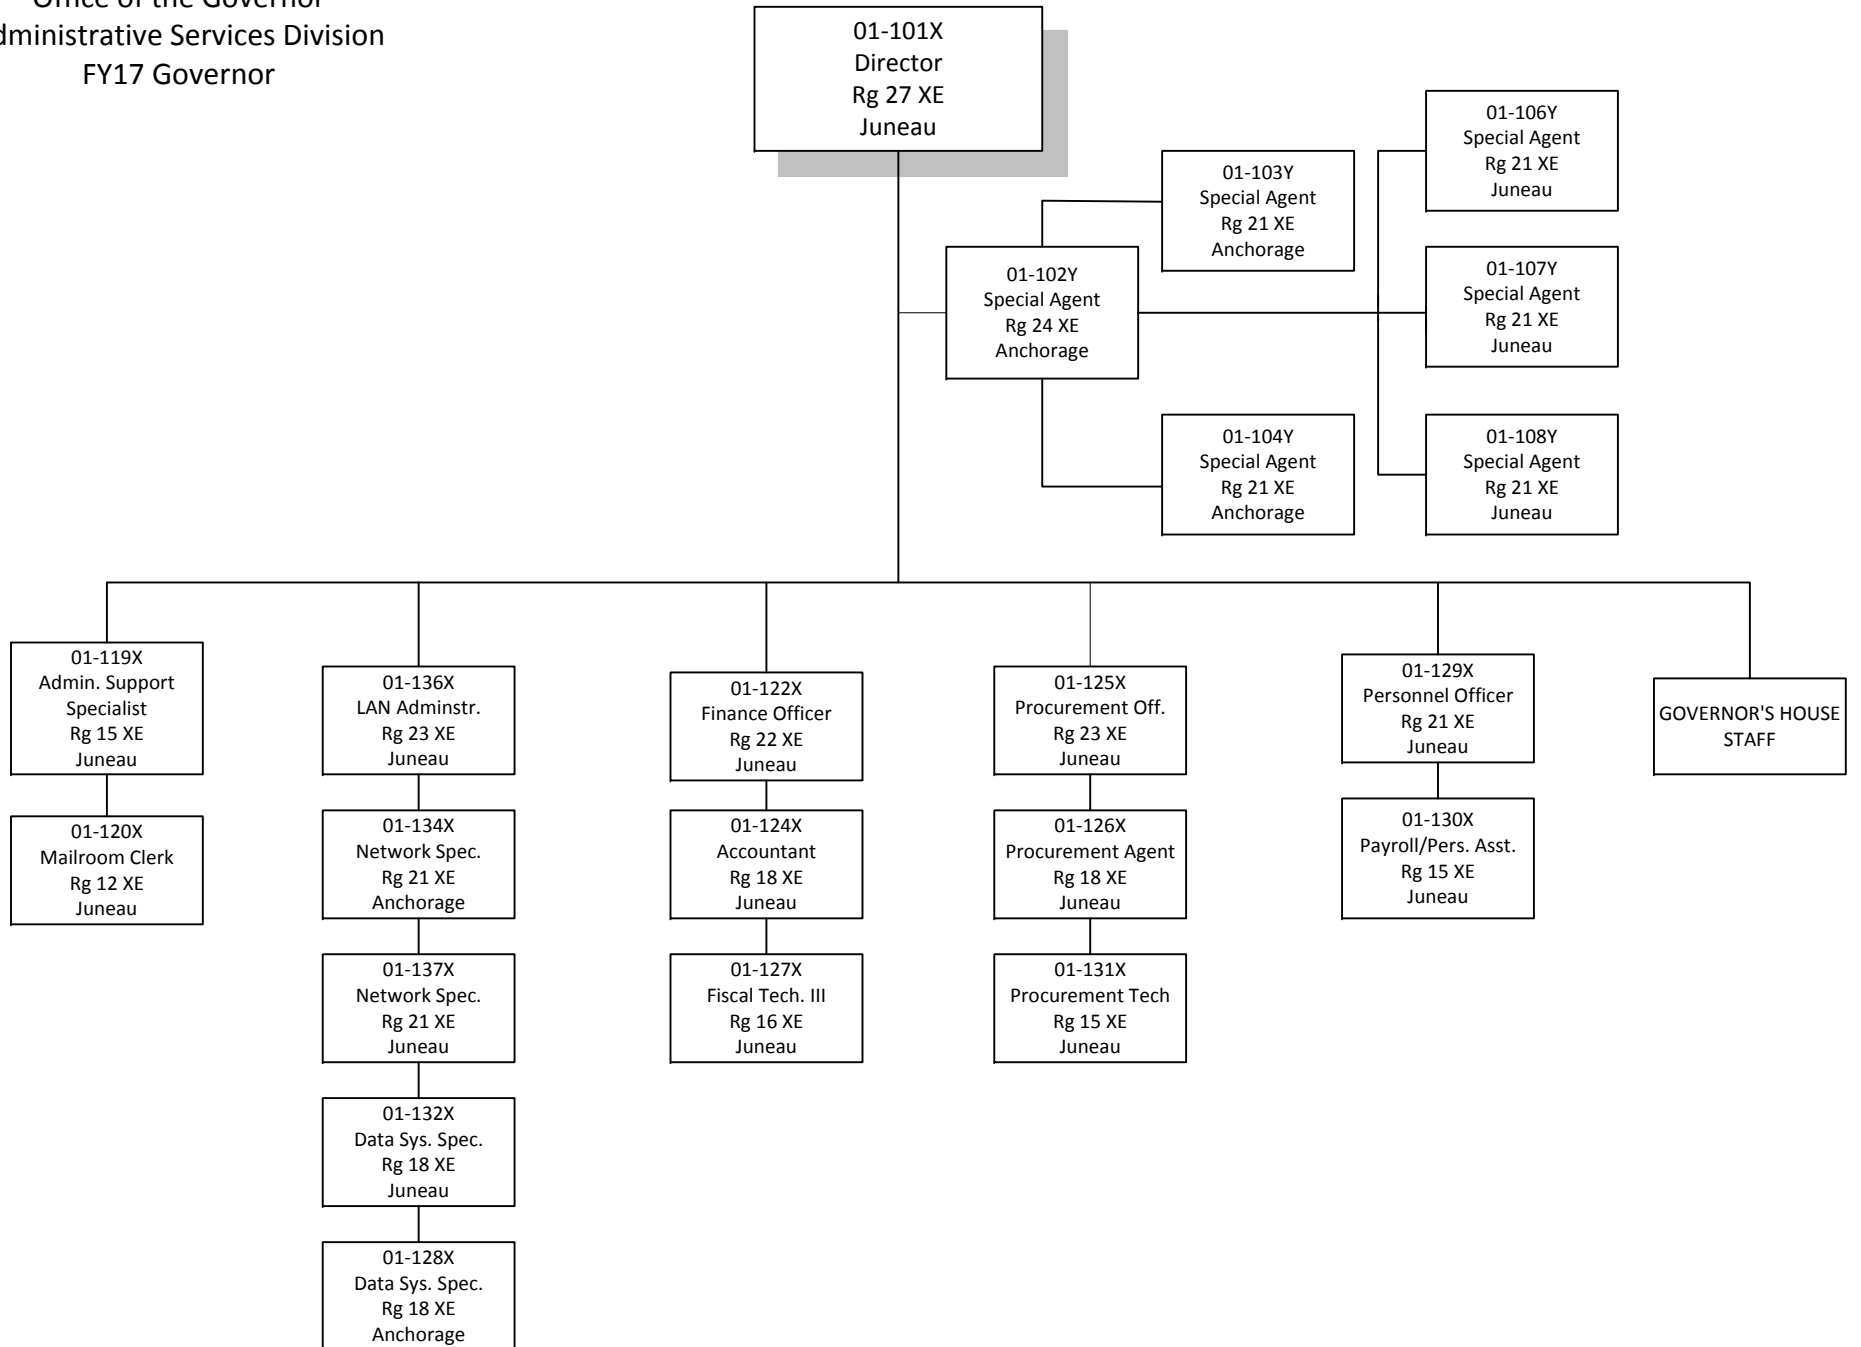 Office of the Governor
dministrative Services Division
FY17 Governor
01-101X
Director
Rg 27 XE
Juneau
01-106Y
Special Agent
Rg 21 XE
Juneau
01-103Y
Special Agent
Rg 21 XE
Anchorage
01-102Y
Special Agent
Rg 24 XE
Anchorage
01-107Y
Special Agent
Rg 21 XE
Juneau
01-104Y
Special Agent
Rg 21 XE
Anchorage
01-108Y
Special Agent
Rg 21 XE
Juneau
01-119X
Admin. Support
Specialist
Rg 15 XE
Juneau
01-120X
Mailroom Clerk
Rg 12 XE
Juneau
01-136X
LAN Adminstr.
Rg 23 XE
Juneau
01-134X
Network Spec.
Rg 21 XE
Anchorage
01-137X
Network Spec.
Rg 21 XE
Juneau
01-132X
Data Sys. Spec.
Rg 18 XE
Juneau
01-128X
Data Sys. Spec.
Rg 18 XE
Anchorage
01-122X
Finance Officer
Rg 22 XE
Juneau
01-124X
Accountant
Rg 18 XE
Juneau
01-127X
Fiscal Tech. III
Rg 16 XE
Juneau
01-125X
Procurement Off.
Rg 23 XE
Juneau
01-126X
Procurement Agent
Rg 18 XE
Juneau
01-131X
Procurement Tech
Rg 15 XE
Juneau
01-129X
Personnel Officer
Rg 21 XE
Juneau
01-130X
Payroll/Pers. Asst.
Rg 15 XE
Juneau
GOVERNOR'S HOUSE
STAFF